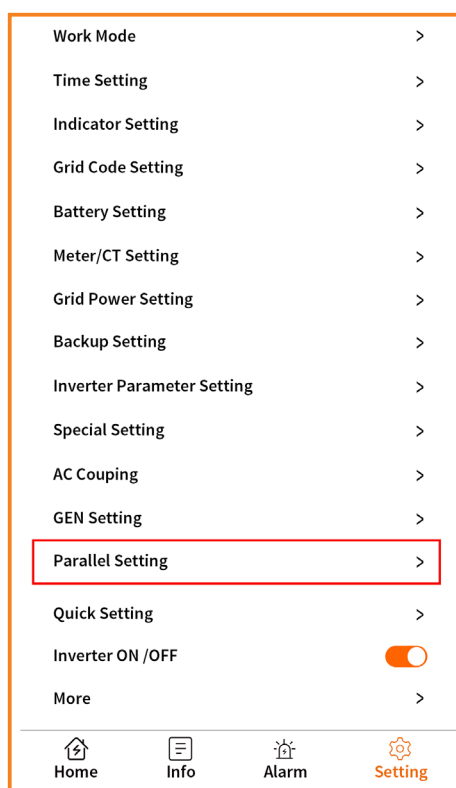 Work Mode >
Time Setting >
Indicator Setting >
Grid Code Setting >
Battery Setting >
Meter/CT Setting >
Grid Power Setting >
Backup Setting >
Inverter Parameter Setting >
Special Setting >
AC Couping >
GEN Setting >
Parallel Setting >
Quick Setting >
Inverter ON /OFF
More >
Home Info Alarm Setting